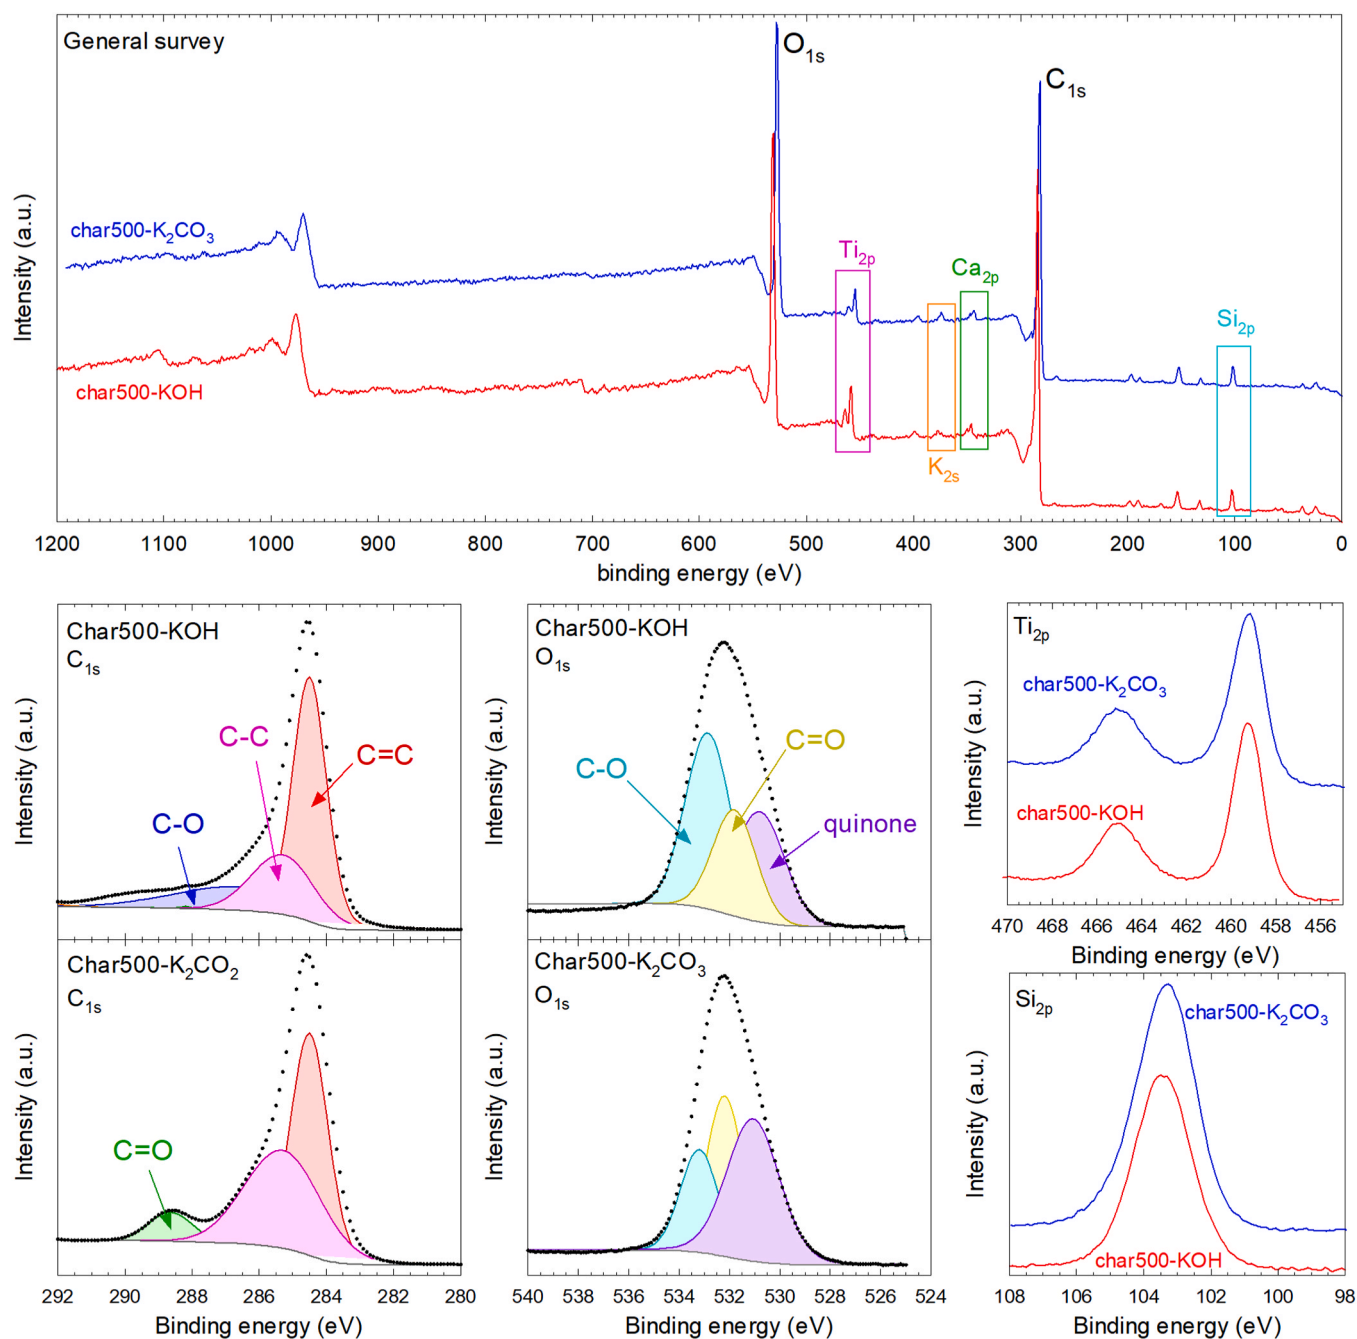 General survey
O1s
C1s
char500-K2CO3
Ti2p
Ca2p
Si2p
char500-KOH
K2s
Intensity (a.u.)
1200 1100 1000 900 800 700 600 500 400 300 200 100 0
binding energy (eV)
Char500-KOH
C1s
C-C
C=C
C-O
Intensity (a.u.)
Char500-K2CO2
C1s
C=O
Intensity (a.u.)
292 290 288 286 284 282 280
Binding energy (eV)
Char500-KOH
O1s
C=O
C-O
quinone
Intensity (a.u.)
Char500-K2CO3
O1s
Intensity (a.u.)
540 538 536 534 532 530 528 526 524
Binding energy (eV)
Ti2p
char500-K2CO3
char500-KOH
Intensity (a.u.)
470 468 466 464 462 460 458 456
Binding energy (eV)
Si2p
char500-K2CO3
char500-KOH
Intensity (a.u.)
108 106 104 102 100 98
Binding energy (eV)